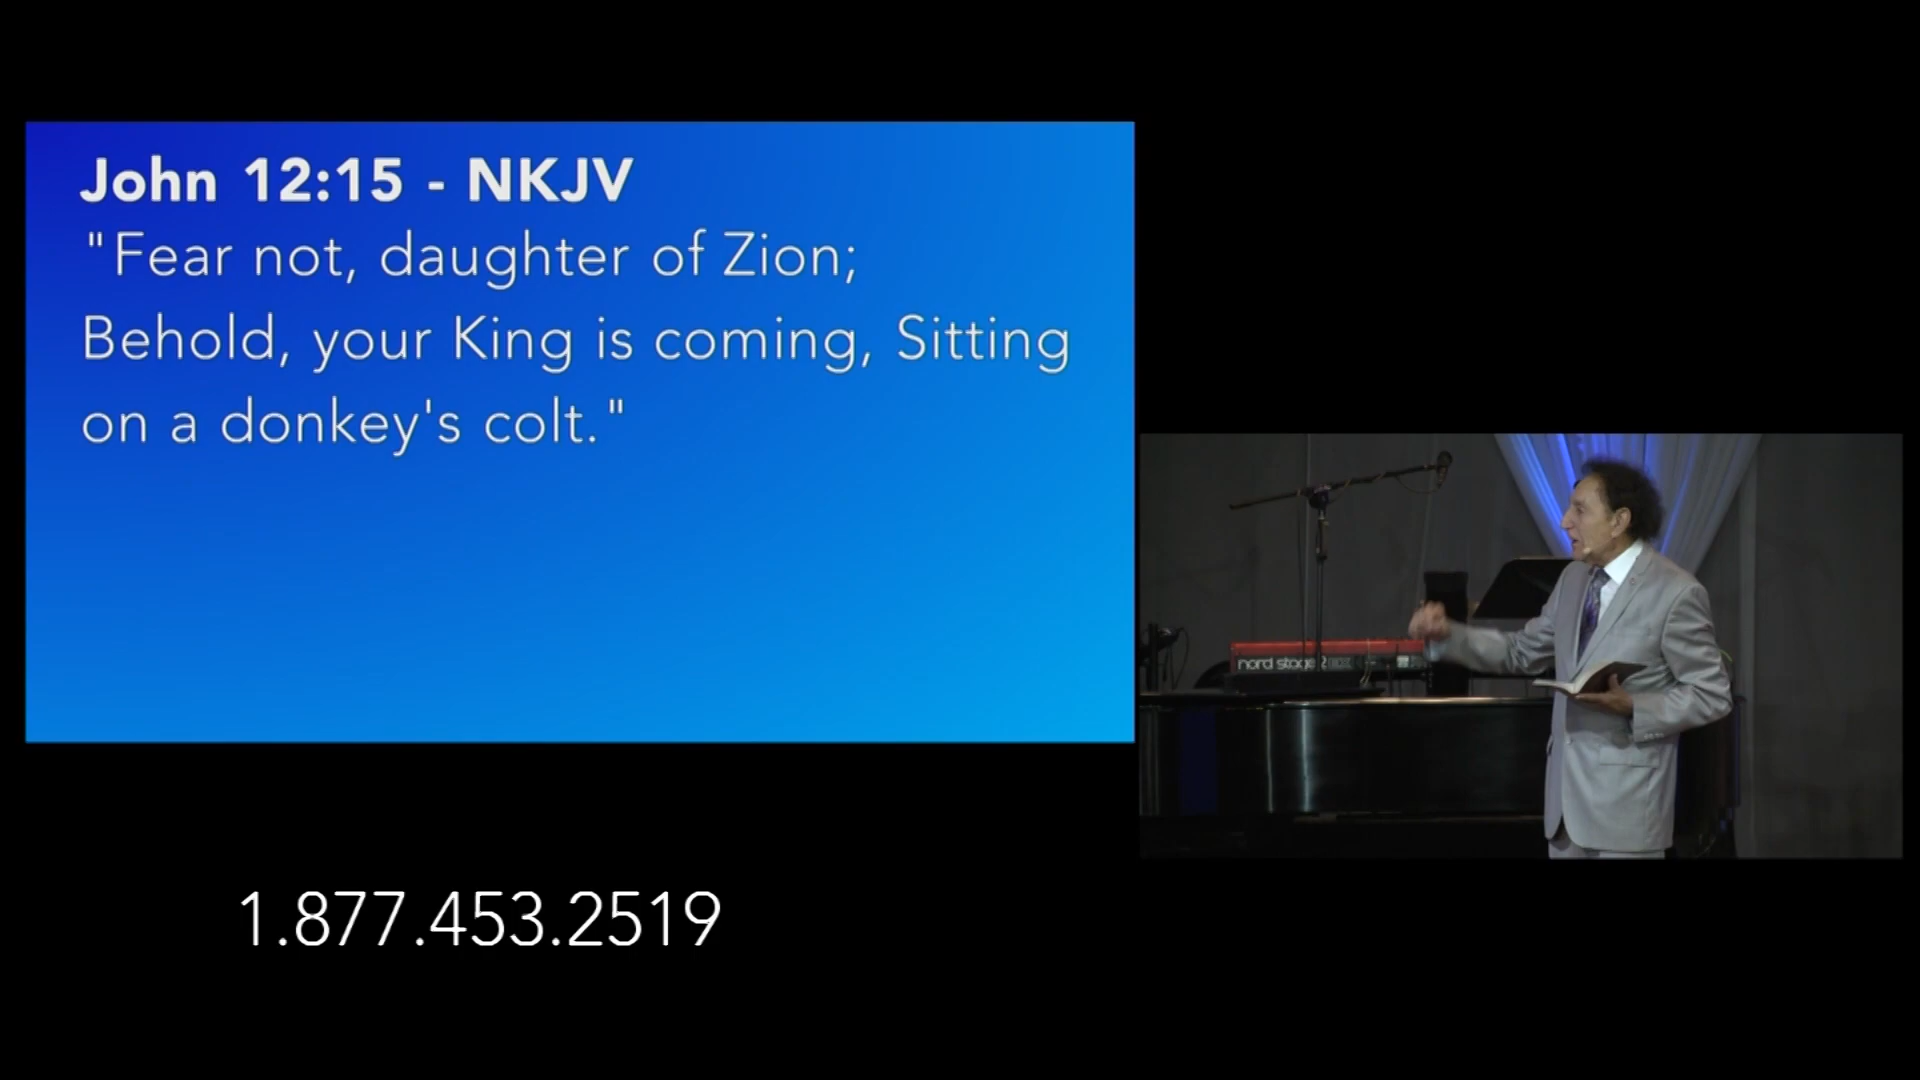 John 12:15 - NKJV
"Fear not, daughter of Zion;
Behold, your King is coming, Sitting
on a donkey's colt."
nord stage 2 EX
1.877.453.2519